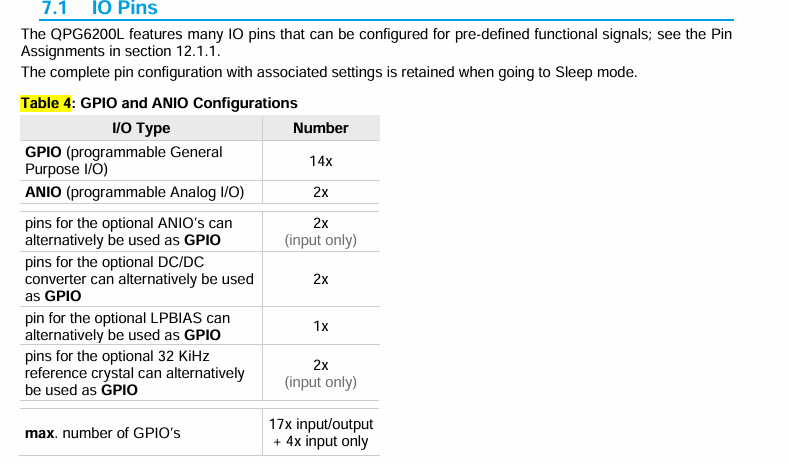 7.1 IO Pins
The QPG6200L features many IO pins that can be configured for pre-defined functional signals; see the Pin
Assignments in section 12.1.1.
The complete pin configuration with associated settings is retained when going to Sleep mode.
Table 4: GPIO and ANIO Configurations
I/O Type Number
GPIO (programmable General
Purpose I/O)
14x
ANIO (programmable Analog I/O) 2x
pins for the optional ANIO's can
alternatively be used as GPIO
2x
(input only)
pins for the optional DC/DC
converter can alternatively be used
as GPIO
2x
pin for the optional LPBIAS can
alternatively be used as GPIO
1x
pins for the optional 32 KiHz
reference crystal can alternatively
be used as GPIO
2x
(input only)
max. number of GPIO's
17x input/output
+ 4x input only